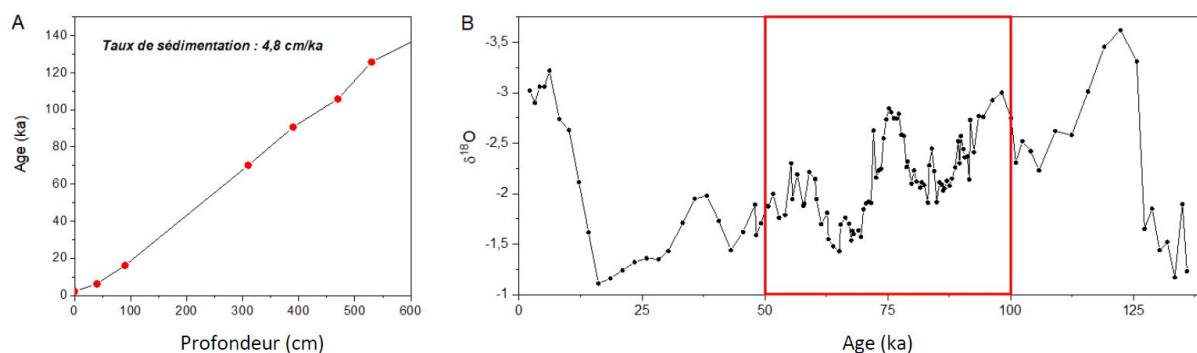 A
Taux de sédimentation : 4,8 cm/ka
Age (ka)
140
120
100
80
60
40
20
0
0 100 200 300 400 500 600
Profondeur (cm)
B
δ¹⁸O
-3,5
-3
-2,5
-2
-1,5
-1
0 25 50 75 100 125
Age (ka)